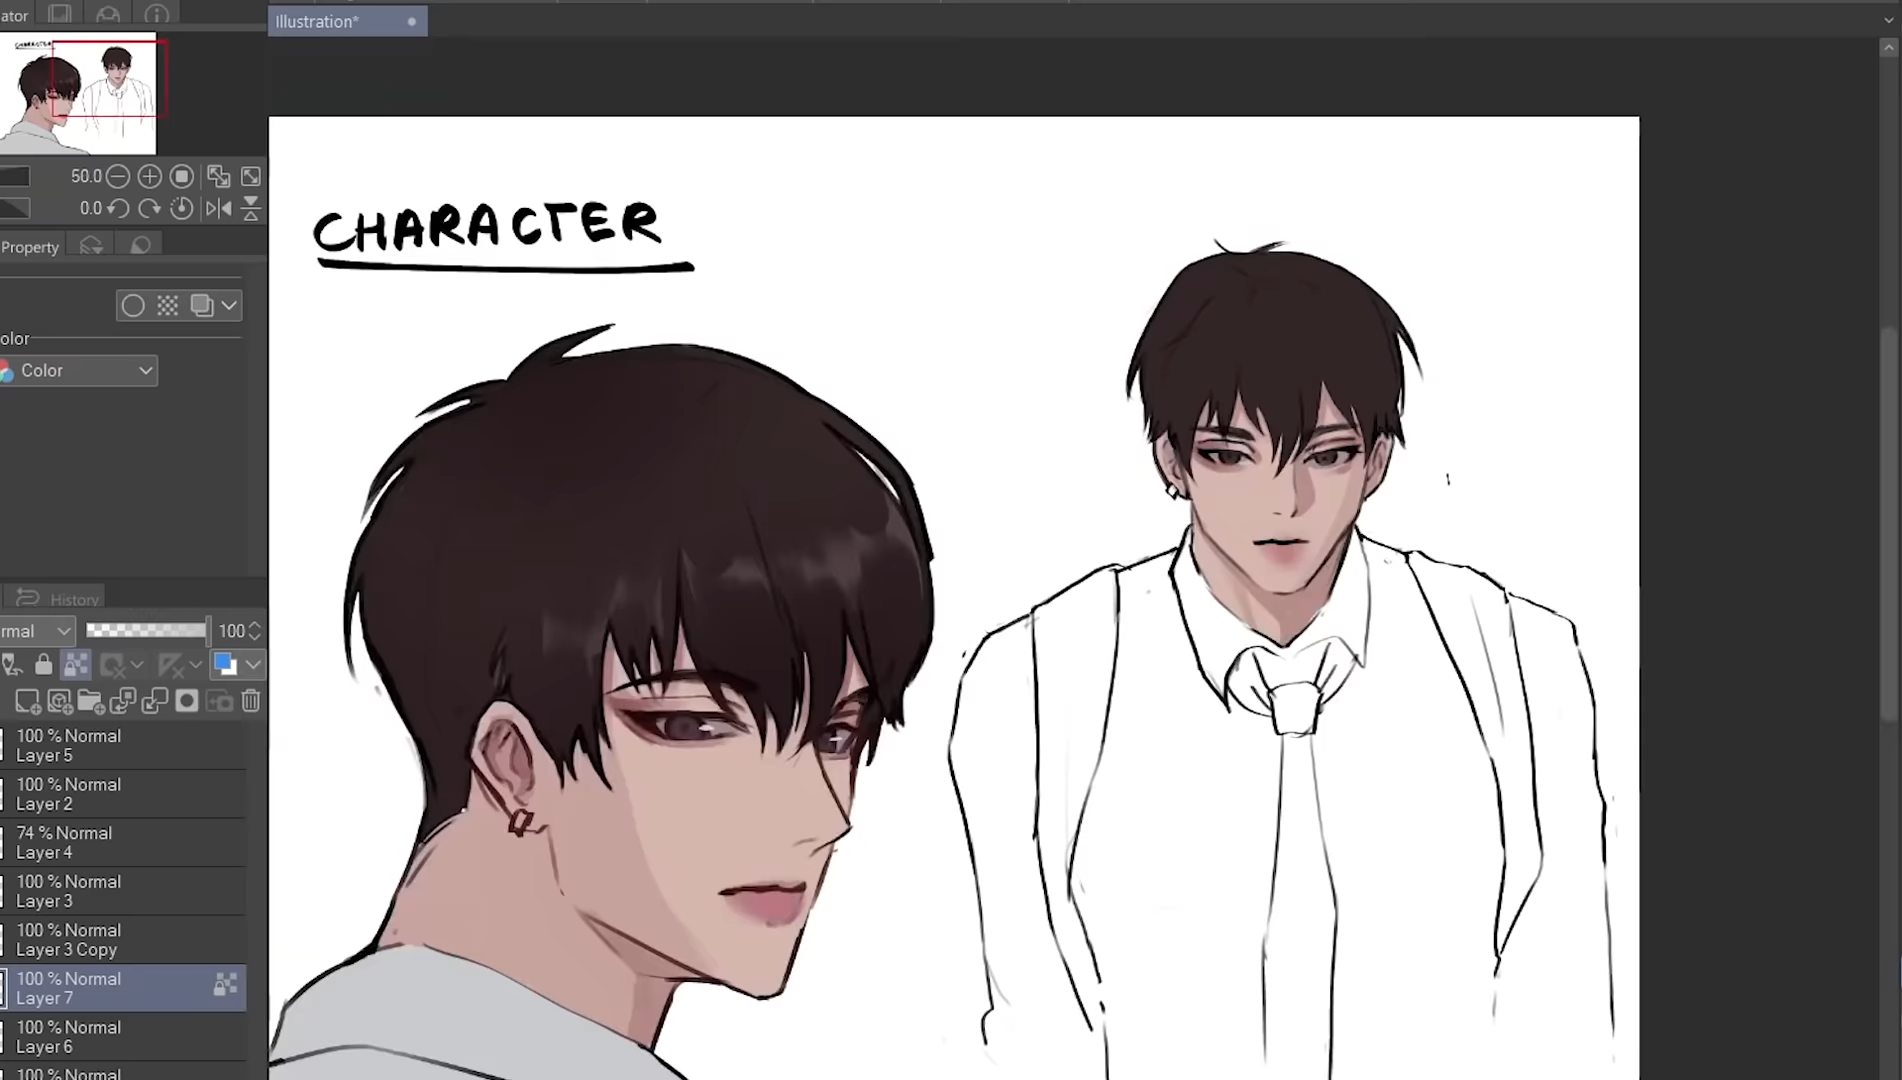 ator
Illustration*
CHARACTER
50.0
0.0
Property
CHARACTER
olor
Color
History
rmal
100
100 % Normal
Layer 5
100 % Normal
Layer 2
74 % Normal
Layer 4
100 % Normal
Layer 3
100 % Normal
Layer 3 Copy
100 % Normal
Layer 7
100 % Normal
Layer 6
100 % Normal